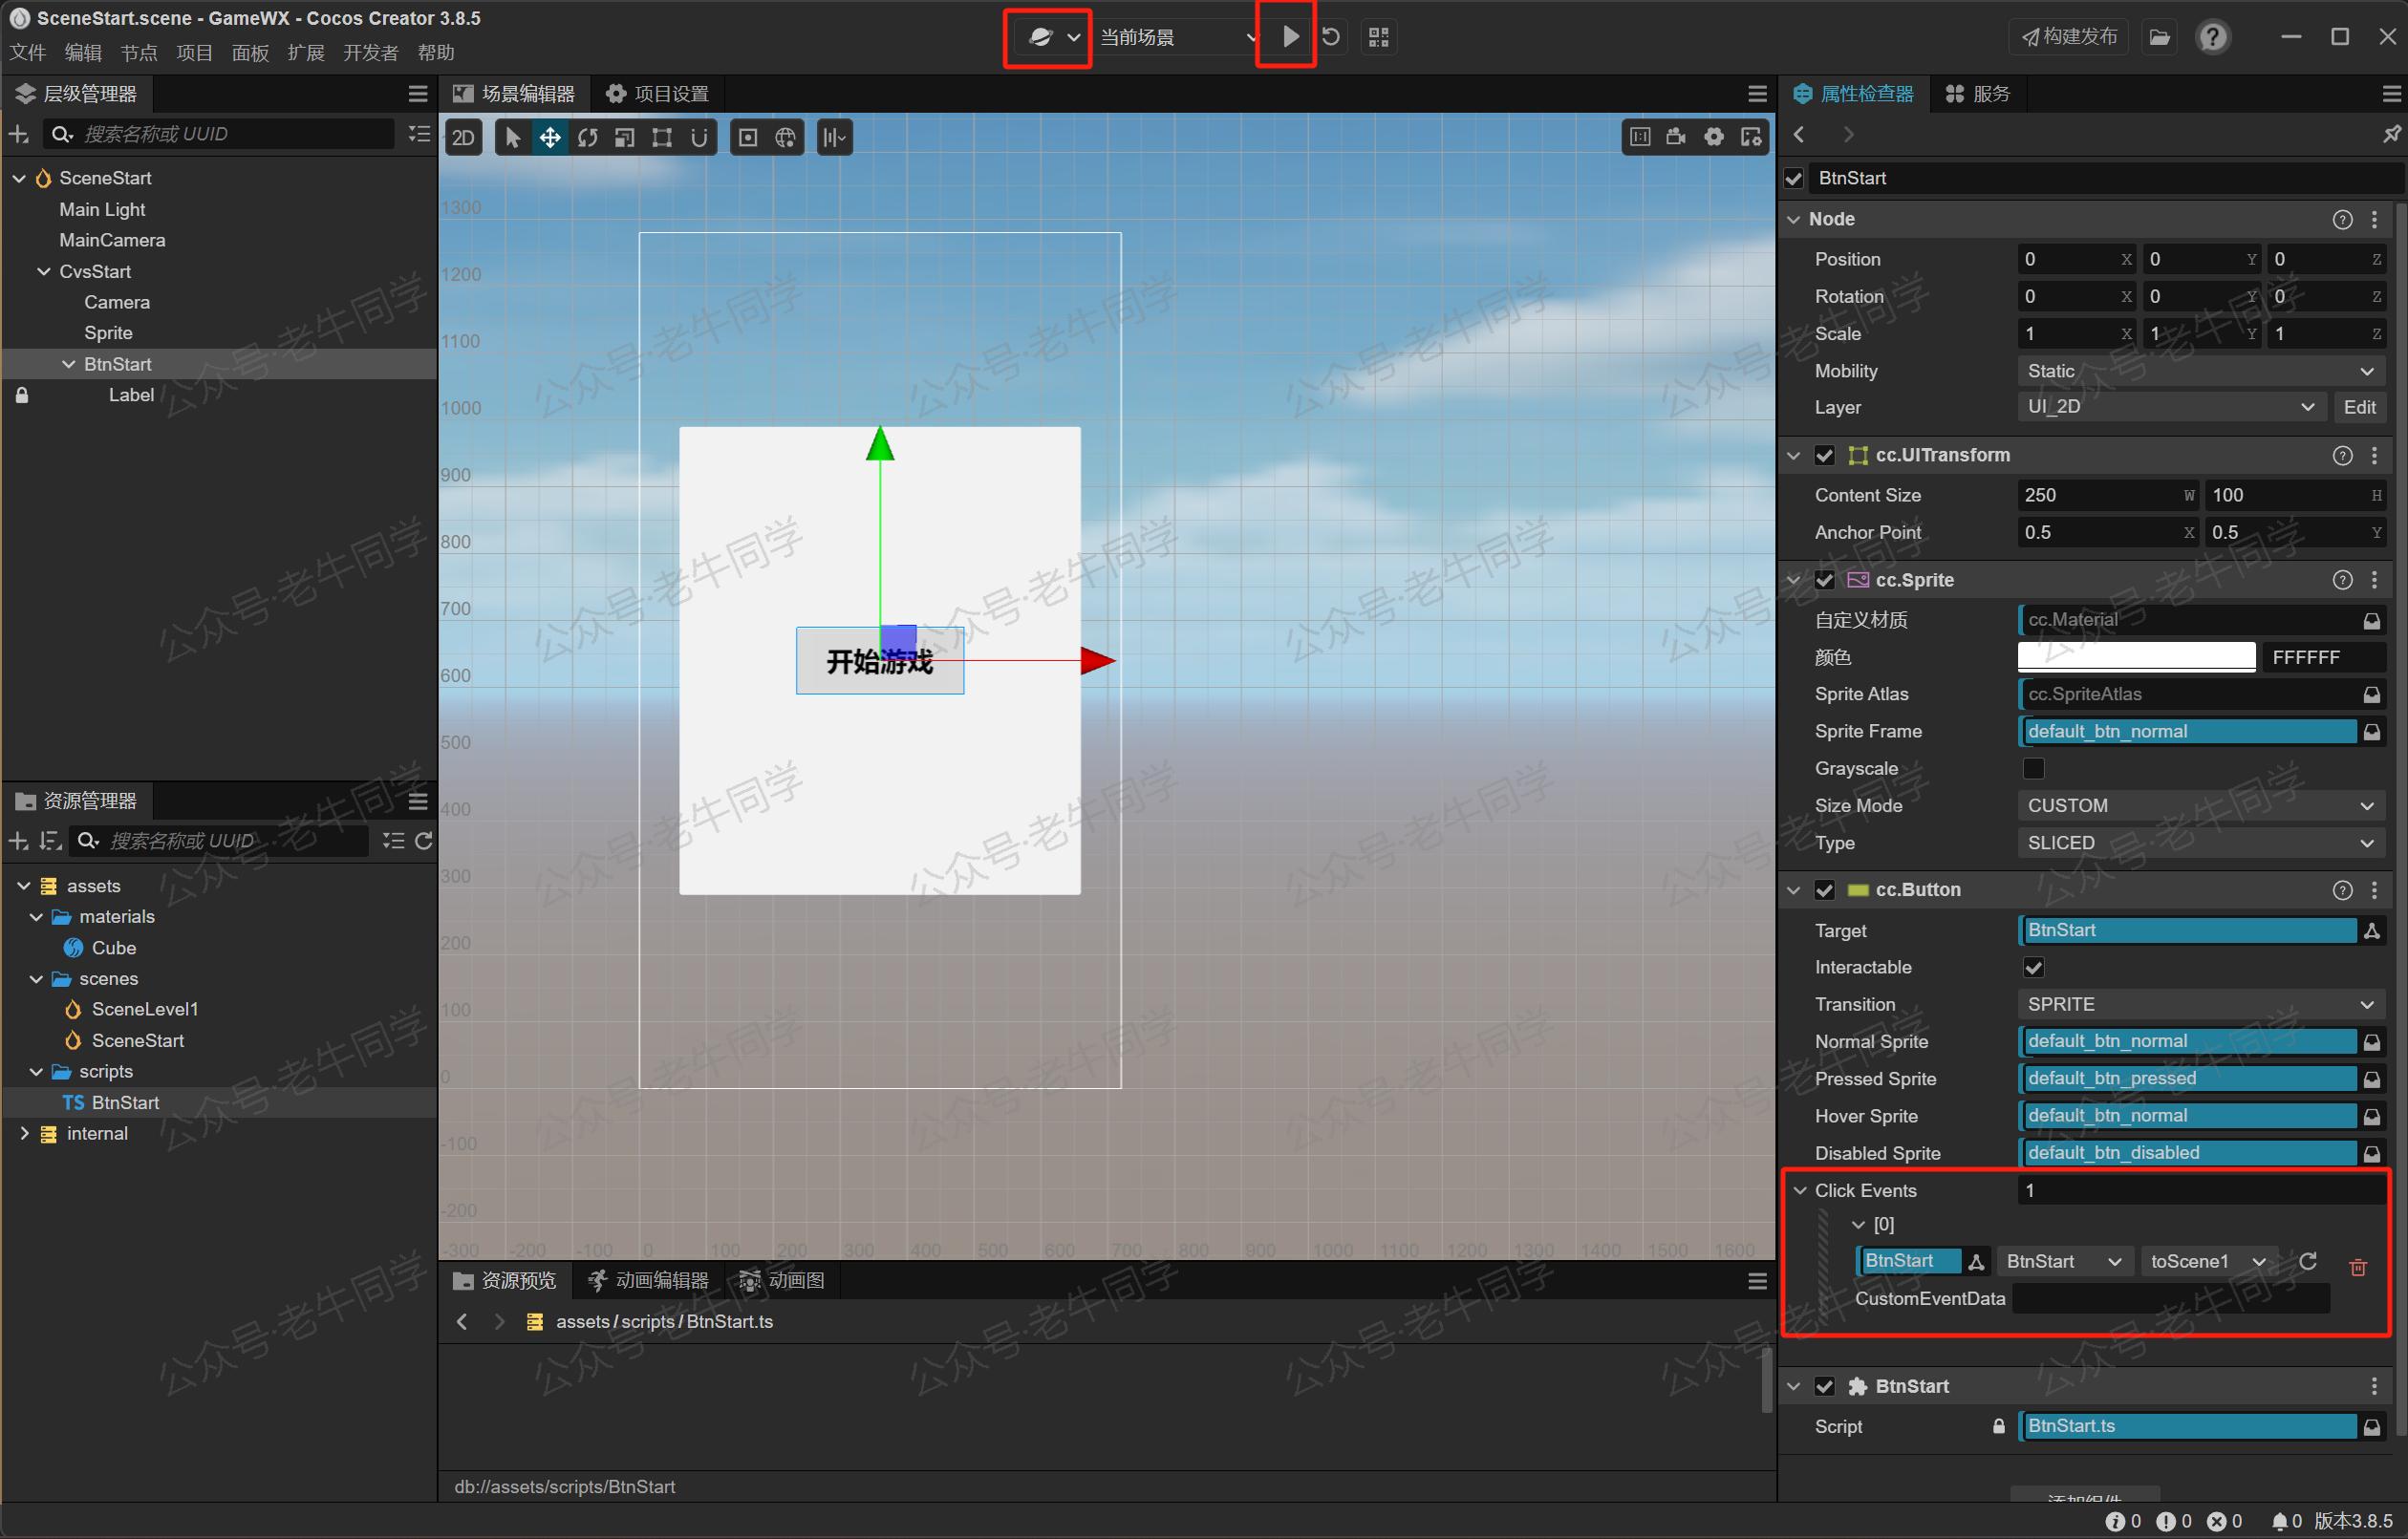 SceneStart.scene - GameWX - Cocos Creator 3.8.5
文件 编辑 节点 项目 面板 扩展 开发者 帮助
当前场景
构建发布
层级管理器
搜索名称或 UUID
SceneStart
Main Light
MainCamera
CvsStart
Camera
Sprite
BtnStart
Label
资源管理器
搜索名称或 UUID
assets
materials
Cube
scenes
SceneLevel1
SceneStart
scripts
TS BtnStart
internal
场景编辑器 项目设置
2D
1300
1200
1100
1000
900
800
700
600
500
400
300
200
100
0
-100
-200
-300 -200 -100 0 100 200 300 400 500 600 700 800 900 1000 1100 1200 1300 1400 1500 1600
开始游戏
资源预览 动画编辑器 动画图
assets / scripts / BtnStart.ts
db://assets/scripts/BtnStart
属性检查器 服务
BtnStart
Node
Position 0 X 0 Y 0 Z
Rotation 0 X 0 Y 0 Z
Scale 1 X 1 Y 1 Z
Mobility Static
Layer UI_2D Edit
cc.UITransform
Content Size 250 W 100 H
Anchor Point 0.5 X 0.5 Y
cc.Sprite
自定义材质 cc.Material
颜色 FFFFFF
Sprite Atlas cc.SpriteAtlas
Sprite Frame default_btn_normal
Grayscale
Size Mode CUSTOM
Type SLICED
cc.Button
Target BtnStart
Interactable
Transition SPRITE
Normal Sprite default_btn_normal
Pressed Sprite default_btn_pressed
Hover Sprite default_btn_normal
Disabled Sprite default_btn_disabled
Click Events 1
[0]
BtnStart BtnStart toScene1
CustomEventData
BtnStart
Script BtnStart.ts
添加组件
0 0 0 0 版本3.8.5
公众号·老牛同学